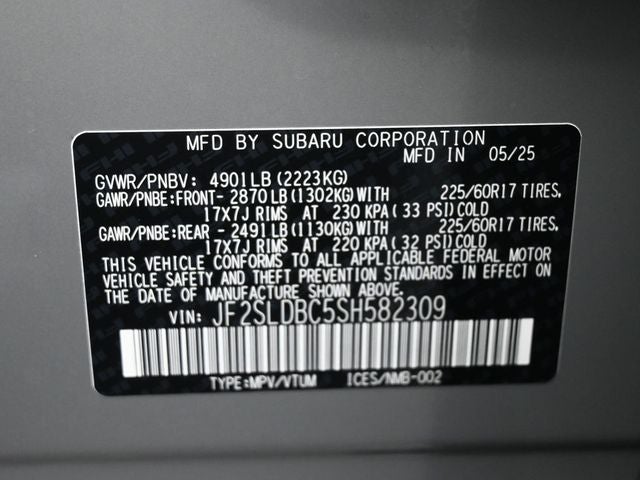 MFD BY SUBARU CORPORATION
MFD IN 05/25
GVWR/PNBV: 4901LB (2223KG)
GAWR/PNBE:FRONT- 2870LB (1302KG) WITH 225/60R17 TIRES,
17X7J RIMS AT 230 KPA (33 PSI) COLD
GAWR/PNBE:REAR - 2491LB (1130KG) WITH 225/60R17 TIRES,
17X7J RIMS AT 220 KPA (32 PSI) COLD
THIS VEHICLE CONFORMS TO ALL APPLICABLE FEDERAL MOTOR
VEHICLE SAFETY AND THEFT PREVENTION STANDARDS IN EFFECT
ON THE DATE OF MANUFACTURE SHOWN ABOVE.
VIN: JF2SLDBC5SH582309
TYPE:MPV/VTUM ICES/NMB-002